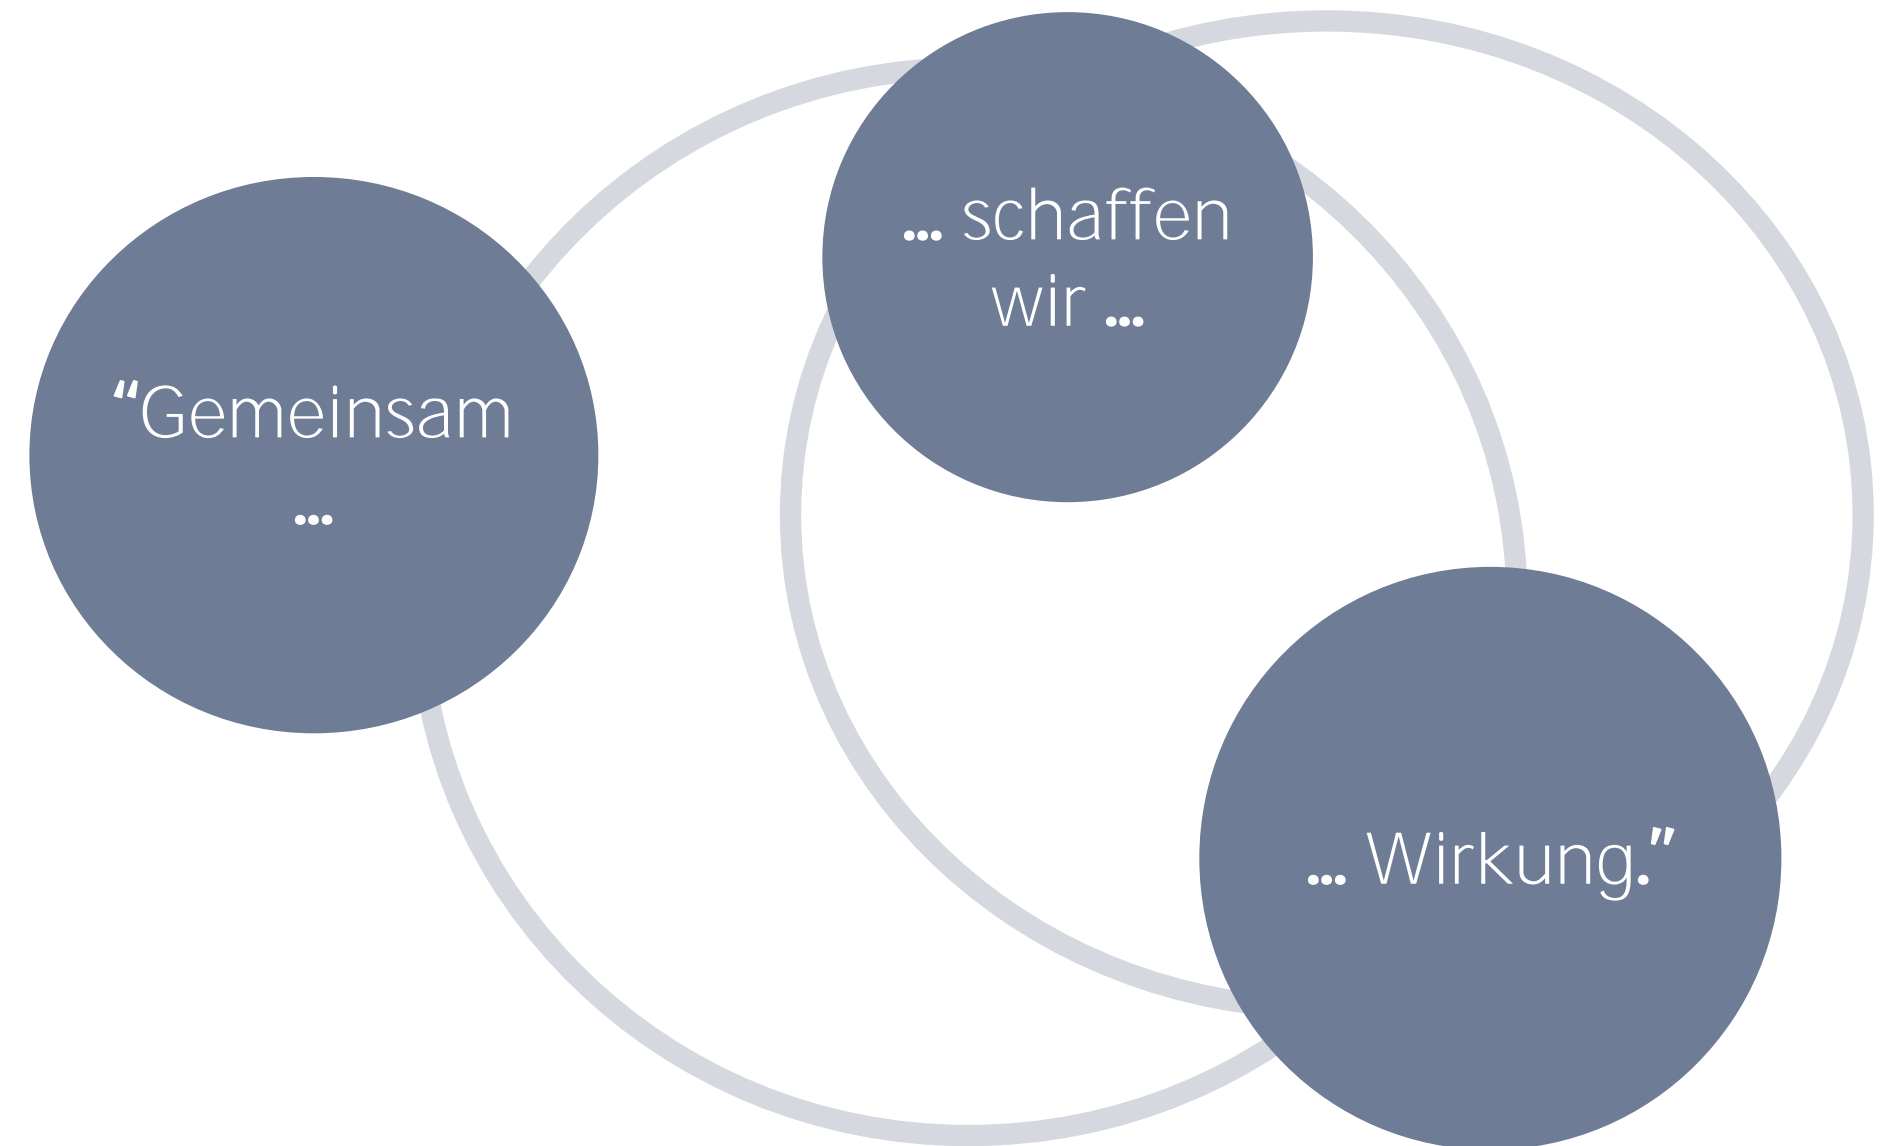 “Gemeinsam
...
... schaffen
wir ...
... Wirkung.”